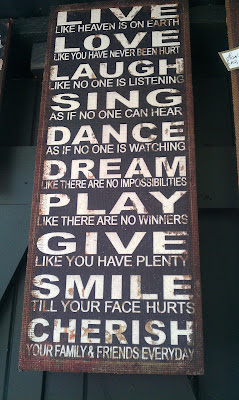 LIVE
LIKE HEAVEN IS ON EARTH
LOVE
LIKE YOU HAVE NEVER BEEN HURT
LAUGH
LIKE NO ONE IS LISTENING
SING
AS IF NO ONE CAN HEAR
DANCE
AS IF NO ONE IS WATCHING
DREAM
LIKE THERE ARE NO IMPOSSIBILITIES
PLAY
LIKE THERE ARE NO WINNERS
GIVE
LIKE YOU HAVE PLENTY
SMILE
TILL YOUR FACE HURTS
CHERISH
YOUR FAMILY & FRIENDS EVERYDAY